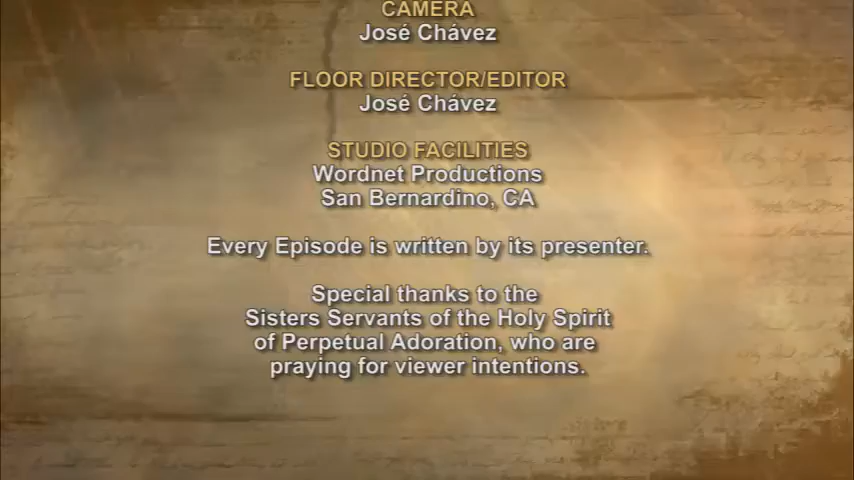 CAMERA
José Chávez
FLOOR DIRECTOR/EDITOR
José Chávez
STUDIO FACILITIES
Wordnet Productions
San Bernardino, CA
Every Episode is written by its presenter.
Special thanks to the
Sisters Servants of the Holy Spirit
of Perpetual Adoration, who are
praying for viewer intentions.